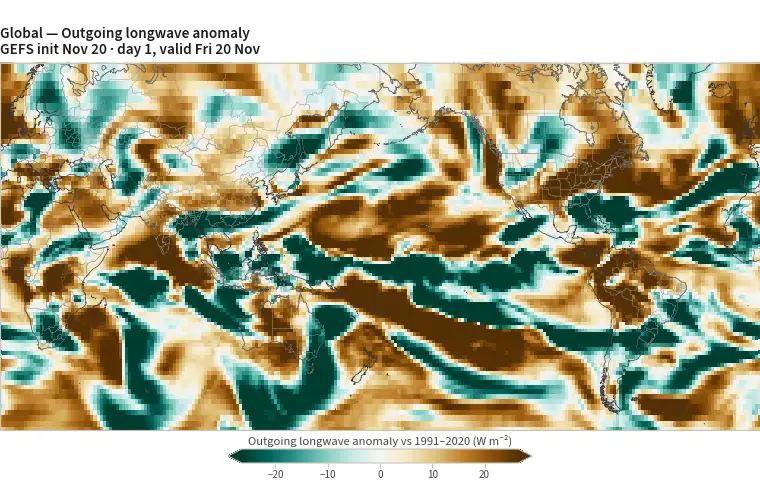 Global — Outgoing longwave anomaly
GEFS init Nov 20 · day 1, valid Fri 20 Nov
Outgoing longwave anomaly vs 1991–2020 (W m⁻²)
−20 −10 0 10 20